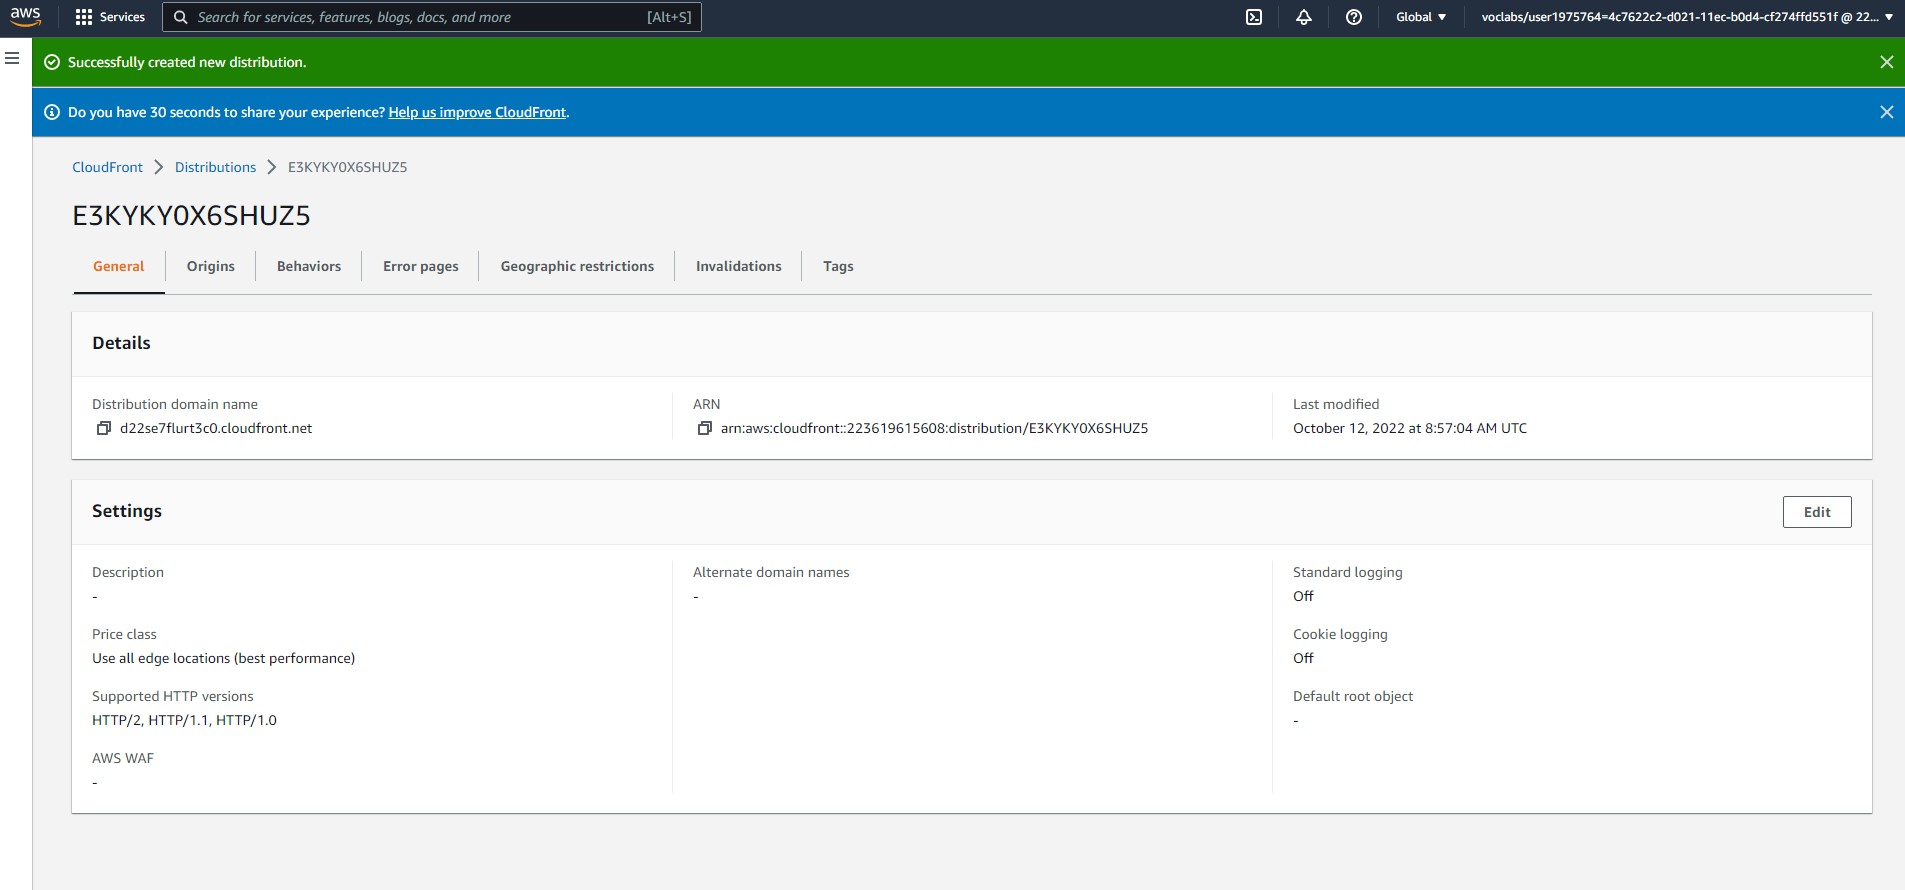 aws
Services
Search for services, features, blogs, docs, and more
[Alt+S]
Global
voclabs/user1975764=4c7622c2-d021-11ec-b0d4-cf274ffd551f @ 22...
Successfully created new distribution.
Do you have 30 seconds to share your experience? Help us improve CloudFront.
CloudFront
Distributions
E3KYKY0X6SHUZ5
E3KYKY0X6SHUZ5
General
Origins
Behaviors
Error pages
Geographic restrictions
Invalidations
Tags
Details
Distribution domain name
d22se7flurt3c0.cloudfront.net
ARN
arn:aws:cloudfront::223619615608:distribution/E3KYKY0X6SHUZ5
Last modified
October 12, 2022 at 8:57:04 AM UTC
Settings
Edit
Description
-
Price class
Use all edge locations (best performance)
Supported HTTP versions
HTTP/2, HTTP/1.1, HTTP/1.0
AWS WAF
-
Alternate domain names
-
Standard logging
Off
Cookie logging
Off
Default root object
-